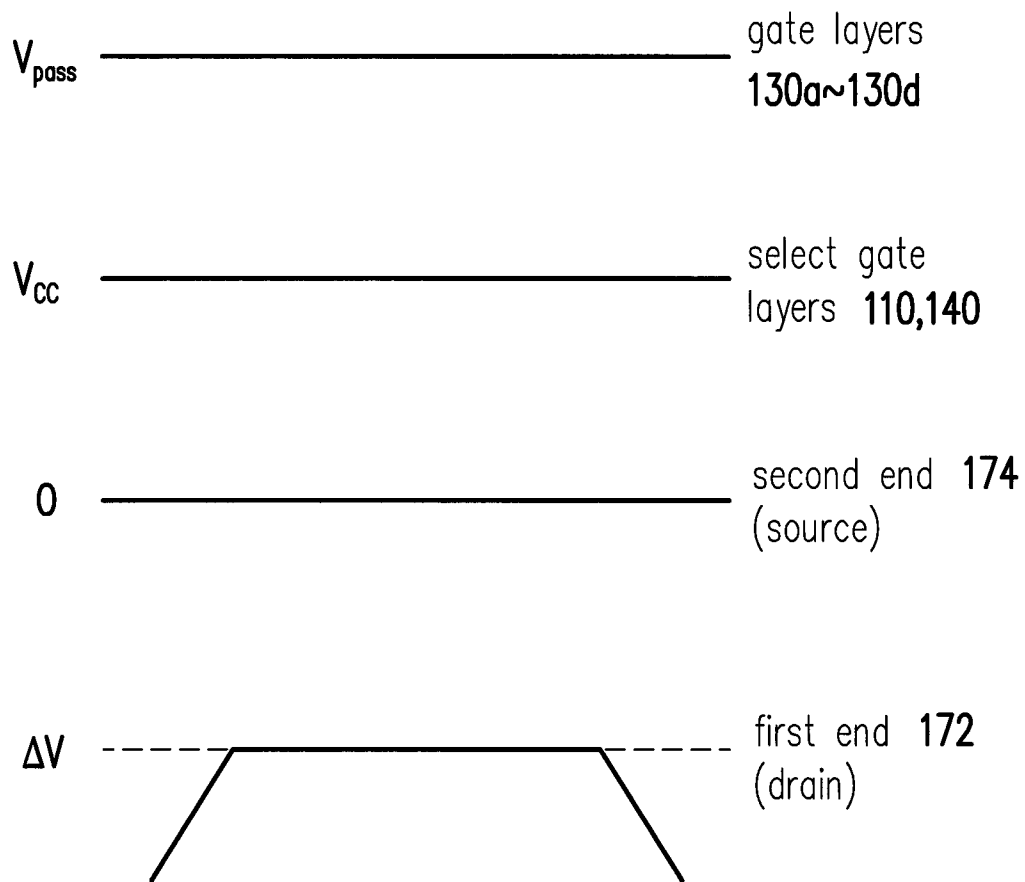 V_pass gate layers
130a~130d
V_CC select gate
layers 110,140
0 second end 174
(source)
ΔV first end 172
(drain)